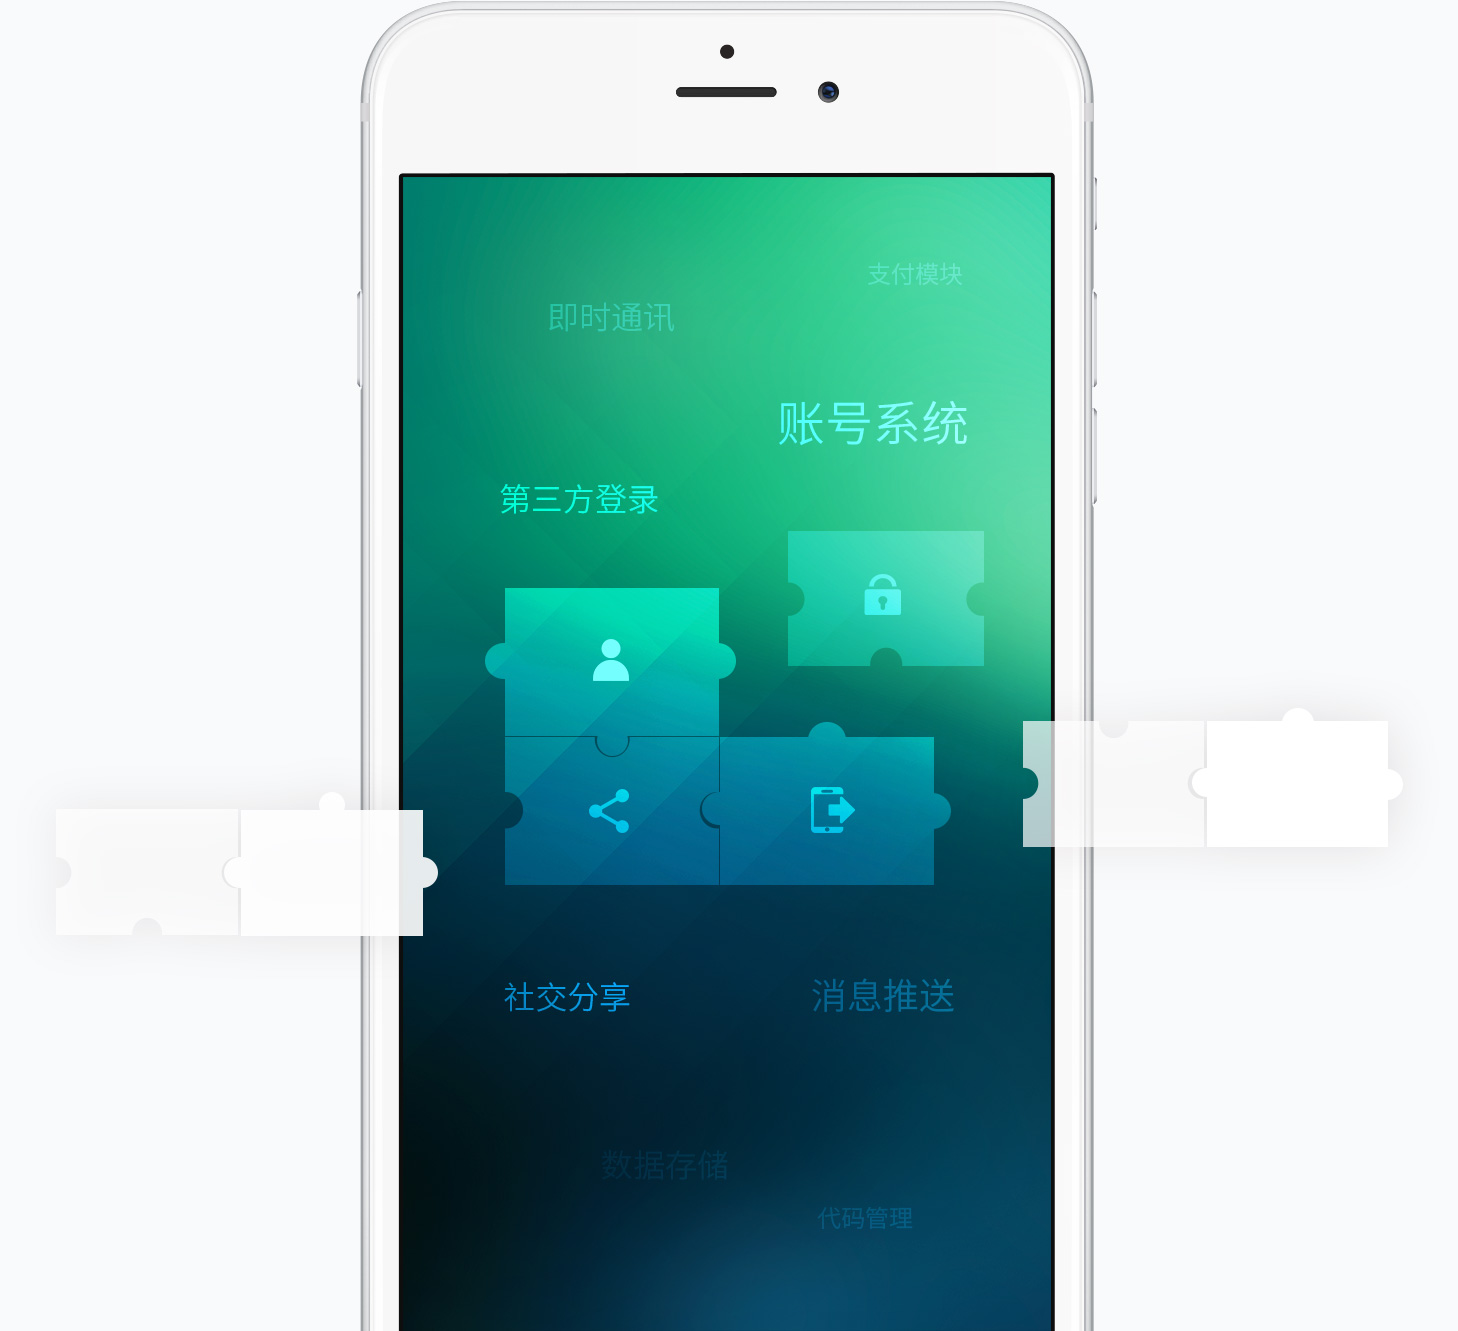 支付模块
即时通讯
账号系统
第三方登录
社交分享
消息推送
数据存储
代码管理